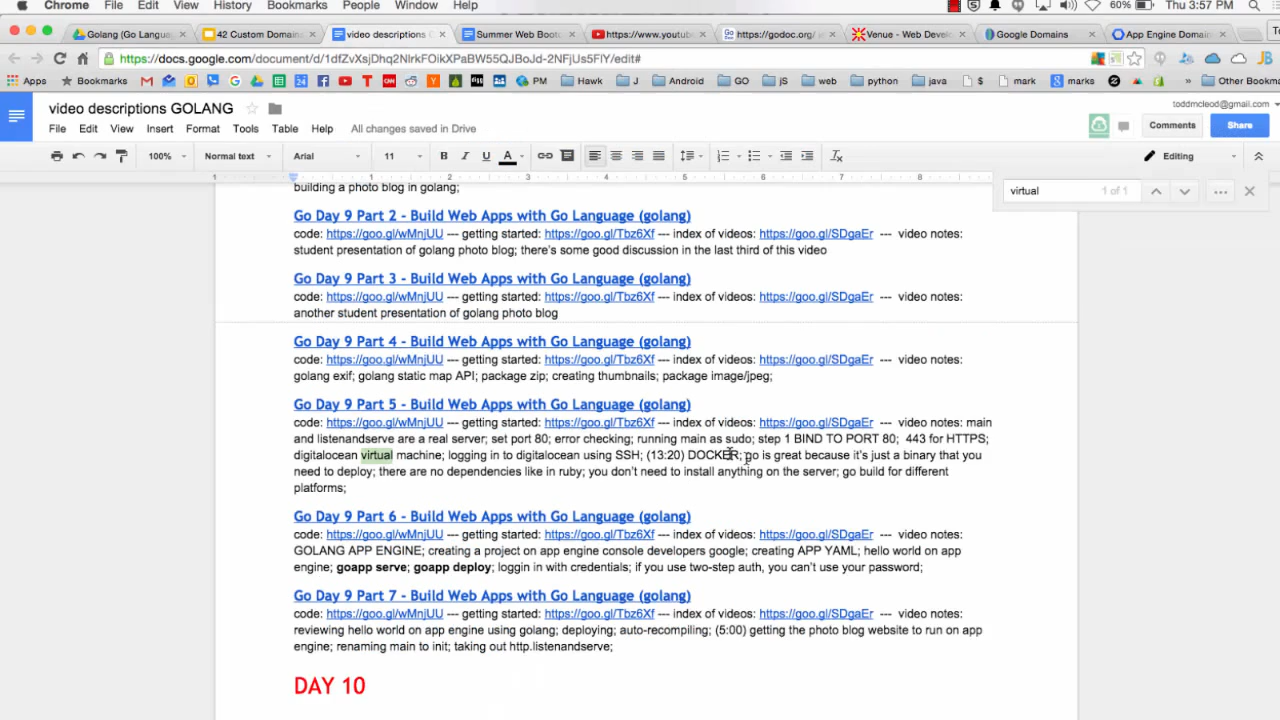 Chrome File Edit View History Bookmarks People Window Help 60% Thu 3:57 PM
Golang (Go Langua 42 Custom Domain video descriptions GOL Summer Web Boot https://www.youtub https://godoc.org/ Venue - Web Devel Google Domains App Engine Domain
https://docs.google.com/document/d/1dfZvXsjDhq2NlrkFOikXPaBW55QJBoJd-2NFjUs5FlY/edit#
Apps Bookmarks PM Hawk J Android GO jS web python java $ mark marks Other Bookma
video descriptions GOLANG
toddmcleod@gmail.com
File Edit View Insert Format Tools Table Help All changes saved in Drive
Comments Share
100% Normal text Arial 11 B I U A Editing
1 1 2 3 4 5 6 7 8
virtual 1 of 1
building a photo blog in golang;
Go Day 9 Part 2 - Build Web Apps with Go Language (golang)
code: https://goo.gl/wMnjUU --- getting started: https://goo.gl/Tbz6Xf --- index of videos: https://goo.gl/SDgaEr --- video notes:
student presentation of golang photo blog; there's some good discussion in the last third of this video
Go Day 9 Part 3 - Build Web Apps with Go Language (golang)
code: https://goo.gl/wMnjUU --- getting started: https://goo.gl/Tbz6Xf --- index of videos: https://goo.gl/SDgaEr --- video notes:
another student presentation of golang photo blog
Go Day 9 Part 4 - Build Web Apps with Go Language (golang)
code: https://goo.gl/wMnjUU --- getting started: https://goo.gl/Tbz6Xf --- index of videos: https://goo.gl/SDgaEr --- video notes:
golang exif; golang static map API; package zip; creating thumbnails; package image/jpeg;
Go Day 9 Part 5 - Build Web Apps with Go Language (golang)
code: https://goo.gl/wMnjUU --- getting started: https://goo.gl/Tbz6Xf --- index of videos: https://goo.gl/SDgaEr --- video notes: main
and listenandserve are a real server; set port 80; error checking; running main as sudo; step 1 BIND TO PORT 80; 443 for HTTPS;
digitalocean virtual machine; logging in to digitalocean using SSH; (13:20) DOCKER; go is great because it's just a binary that you
need to deploy; there are no dependencies like in ruby; you don't need to install anything on the server; go build for different
platforms;
Go Day 9 Part 6 - Build Web Apps with Go Language (golang)
code: https://goo.gl/wMnjUU --- getting started: https://goo.gl/Tbz6Xf --- index of videos: https://goo.gl/SDgaEr --- video notes:
GOLANG APP ENGINE; creating a project on app engine console developers google; creating APP YAML; hello world on app
engine; goapp serve; goapp deploy; loggin in with credentials; if you use two-step auth, you can't use your password;
Go Day 9 Part 7 - Build Web Apps with Go Language (golang)
code: https://goo.gl/wMnjUU --- getting started: https://goo.gl/Tbz6Xf --- index of videos: https://goo.gl/SDgaEr --- video notes:
reviewing hello world on app engine using golang; deploying; auto-recompiling; (5:00) getting the photo blog website to run on app
engine; renaming main to init; taking out http.listenandserve;
DAY 10